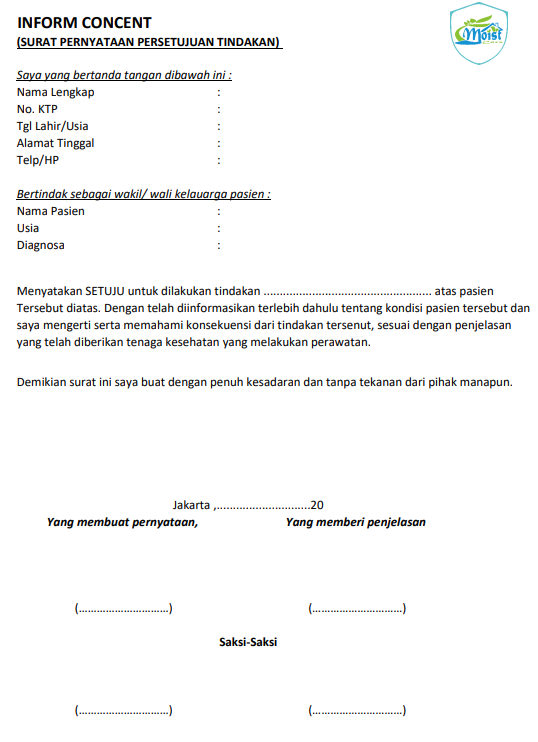 INFORM CONCENT
(SURAT PERNYATAAN PERSETUJUAN TINDAKAN)
Moist
Saya yang bertanda tangan dibawah ini :
Nama Lengkap :
No. KTP :
Tgl Lahir/Usia :
Alamat Tinggal :
Telp/HP :
Bertindak sebagai wakil/ wali kelauarga pasien :
Nama Pasien :
Usia :
Diagnosa :
Menyatakan SETUJU untuk dilakukan tindakan .................................................... atas pasien
Tersebut diatas. Dengan telah diinformasikan terlebih dahulu tentang kondisi pasien tersebut dan
saya mengerti serta memahami konsekuensi dari tindakan tersenut, sesuai dengan penjelasan
yang telah diberikan tenaga kesehatan yang melakukan perawatan.
Demikian surat ini saya buat dengan penuh kesadaran dan tanpa tekanan dari pihak manapun.
Jakarta ,.............................20
Yang membuat pernyataan, Yang memberi penjelasan
(..............................) (..............................)
Saksi-Saksi
(..............................) (..............................)